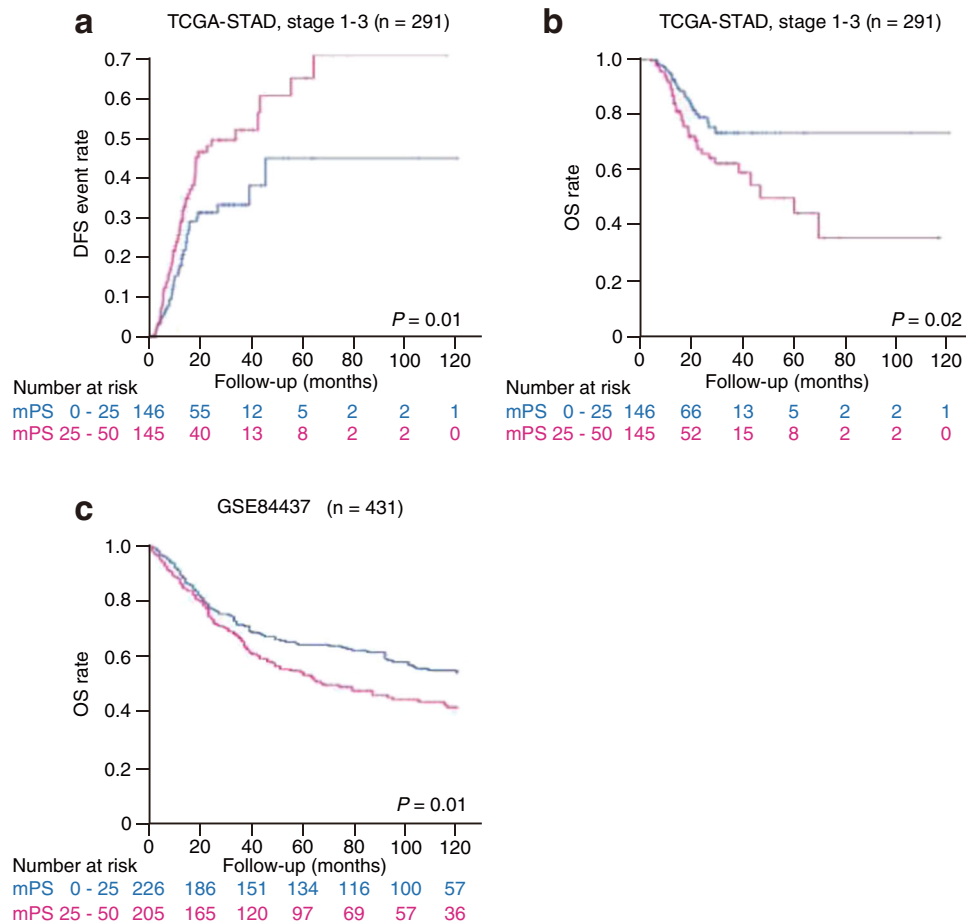 a TCGA-STAD, stage 1-3 (n = 291)
0.7
0.6
0.5
0.4
0.3
0.2
0.1
0
DFS event rate
P = 0.01
0 20 40 60 80 100 120
Follow-up (months)
Number at risk
mPS 0 - 25 146 55 12 5 2 2 1
mPS 25 - 50 145 40 13 8 2 2 0
b TCGA-STAD, stage 1-3 (n = 291)
1.0
0.8
0.6
0.4
0.2
0
OS rate
P = 0.02
0 20 40 60 80 100 120
Follow-up (months)
Number at risk
mPS 0 - 25 146 66 13 5 2 2 1
mPS 25 - 50 145 52 15 8 2 2 0
c GSE84437 (n = 431)
1.0
0.8
0.6
0.4
0.2
0
OS rate
P = 0.01
0 20 40 60 80 100 120
Follow-up (months)
Number at risk
mPS 0 - 25 226 186 151 134 116 100 57
mPS 25 - 50 205 165 120 97 69 57 36